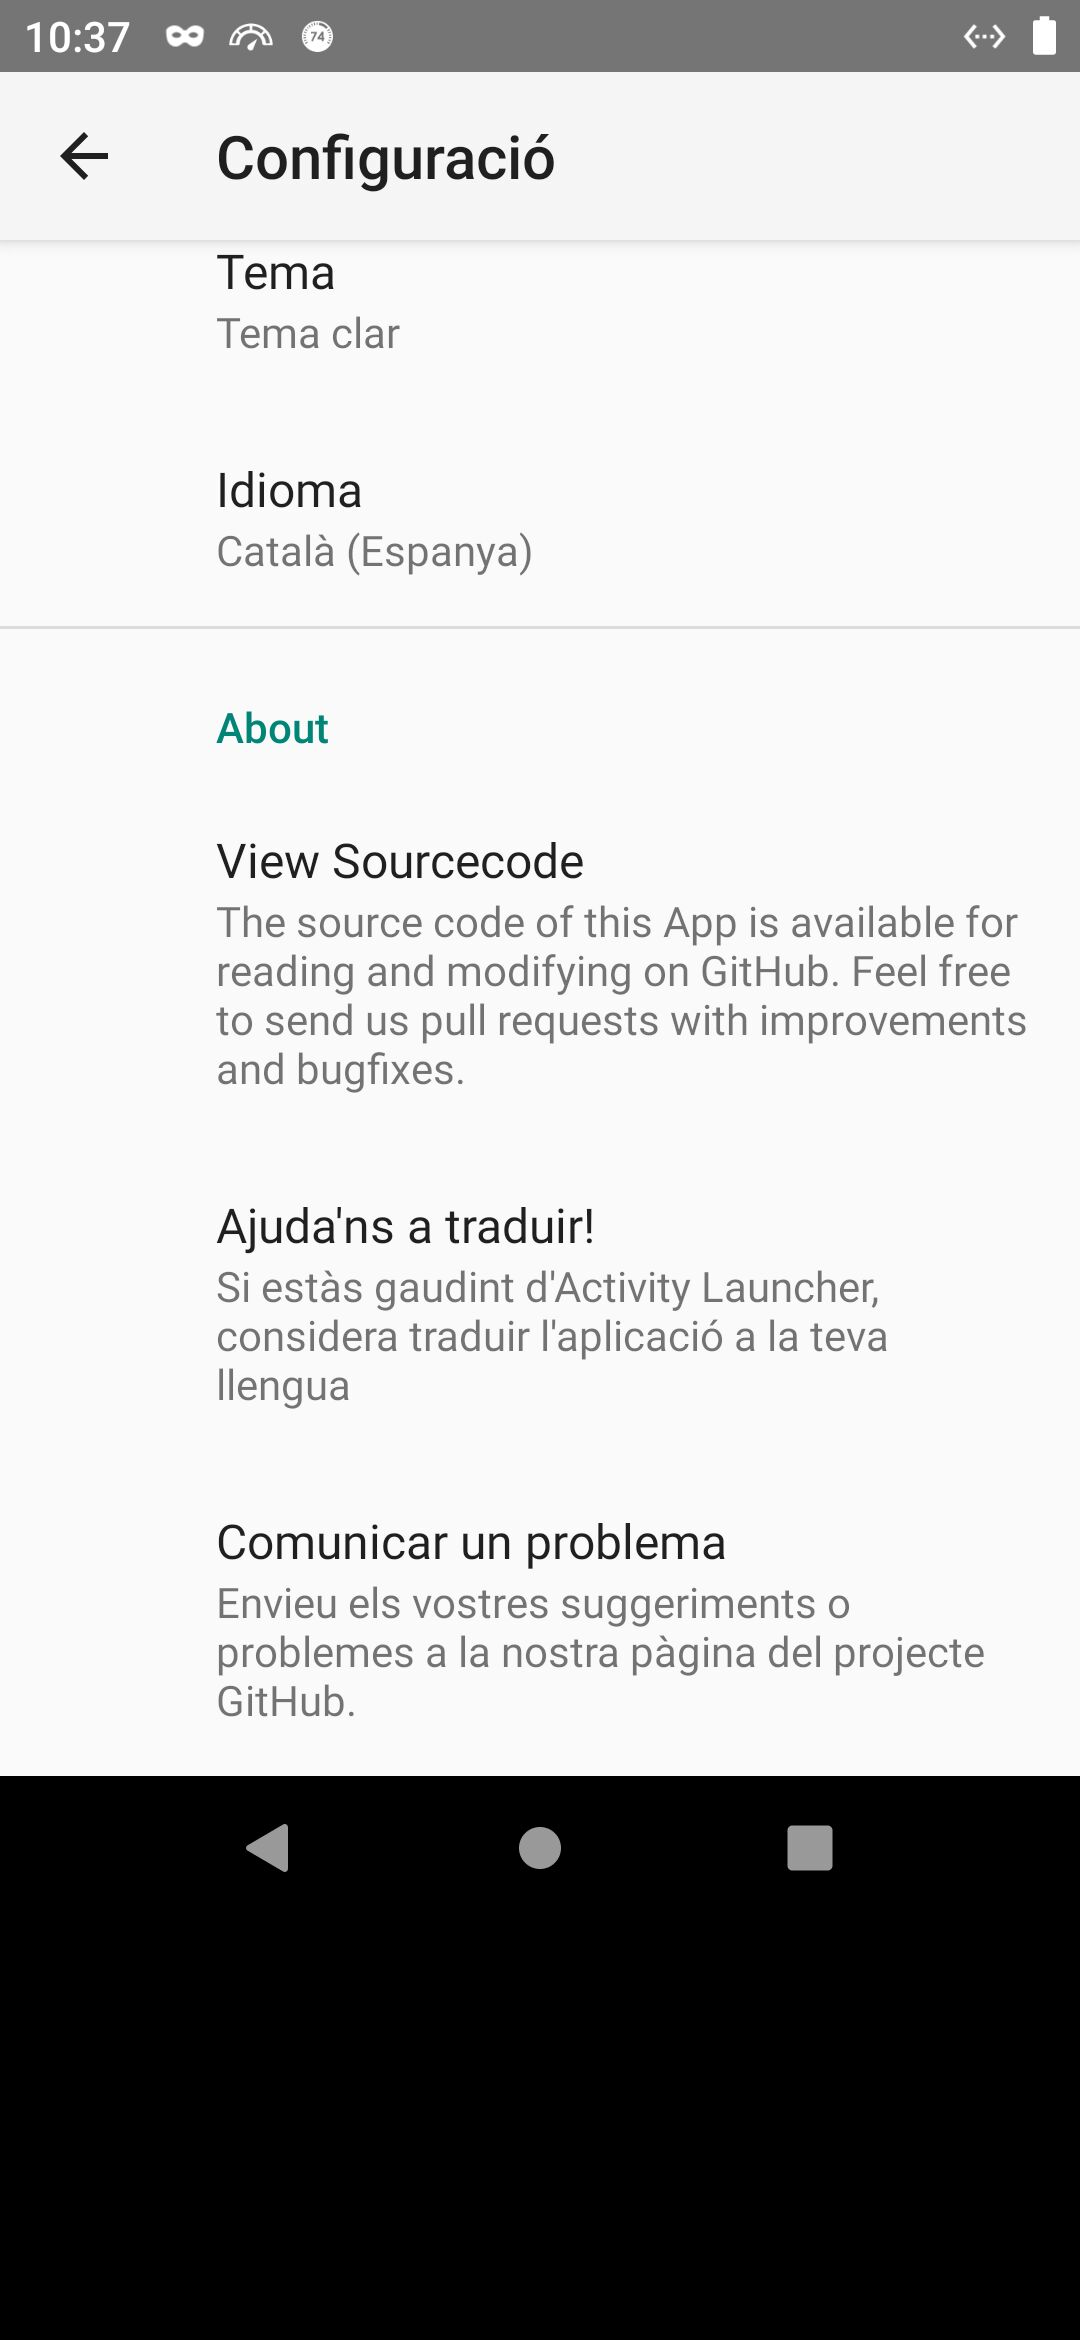 10:37
74
Configuració
Tema
Tema clar
Idioma
Català (Espanya)
About
View Sourcecode
The source code of this App is available for
reading and modifying on GitHub. Feel free
to send us pull requests with improvements
and bugfixes.
Ajuda'ns a traduir!
Si estàs gaudint d'Activity Launcher,
considera traduir l'aplicació a la teva
llengua
Comunicar un problema
Envieu els vostres suggeriments o
problemes a la nostra pàgina del projecte
GitHub.